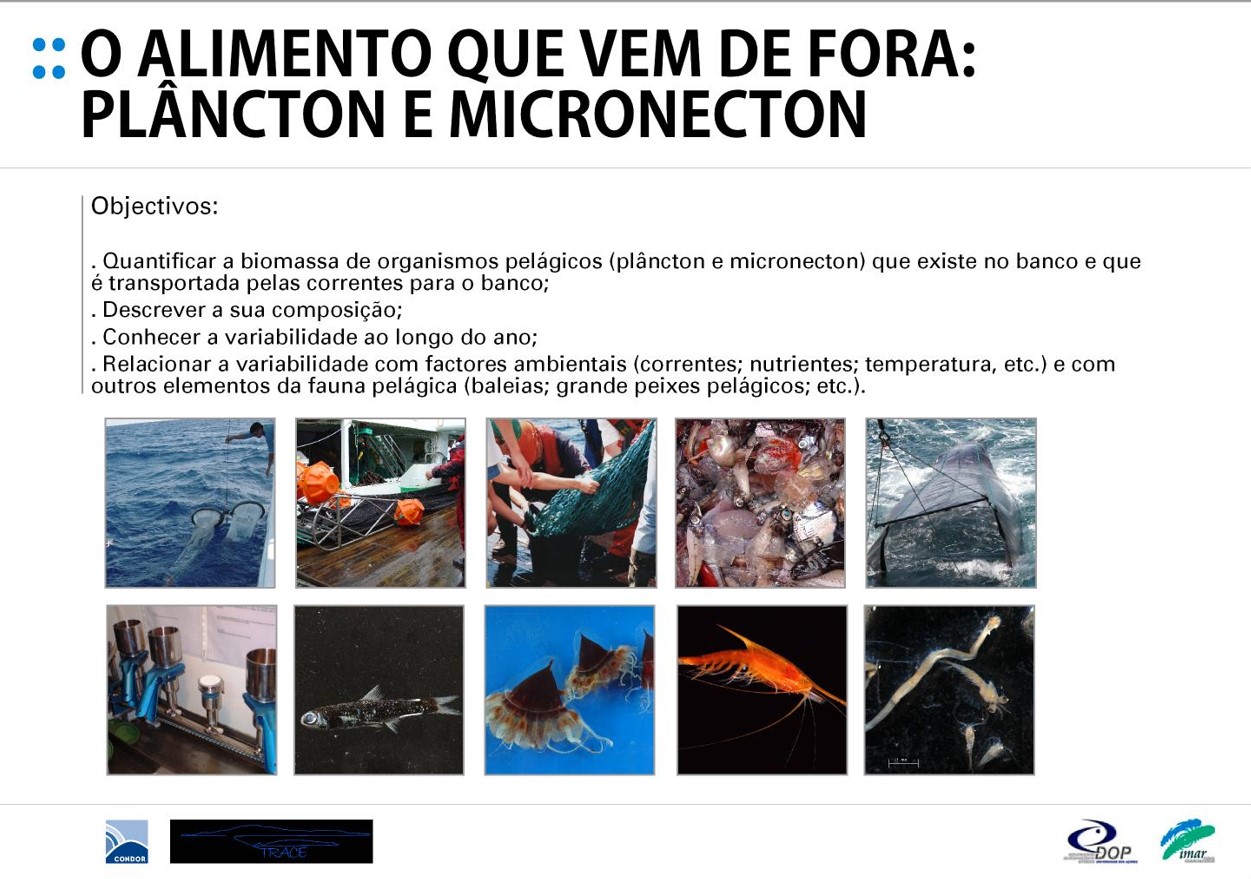 O ALIMENTO QUE VEM DE FORA:
PLÂNCTON E MICRONECTON
Objectivos:
. Quantificar a biomassa de organismos pelágicos (plâncton e micronecton) que existe no banco e que
é transportada pelas correntes para o banco;
. Descrever a sua composição;
. Conhecer a variabilidade ao longo do ano;
. Relacionar a variabilidade com factores ambientais (correntes; nutrientes; temperatura, etc.) e com
outros elementos da fauna pelágica (baleias; grande peixes pelágicos; etc.).
CONDOR
TRACE
DOP
imar